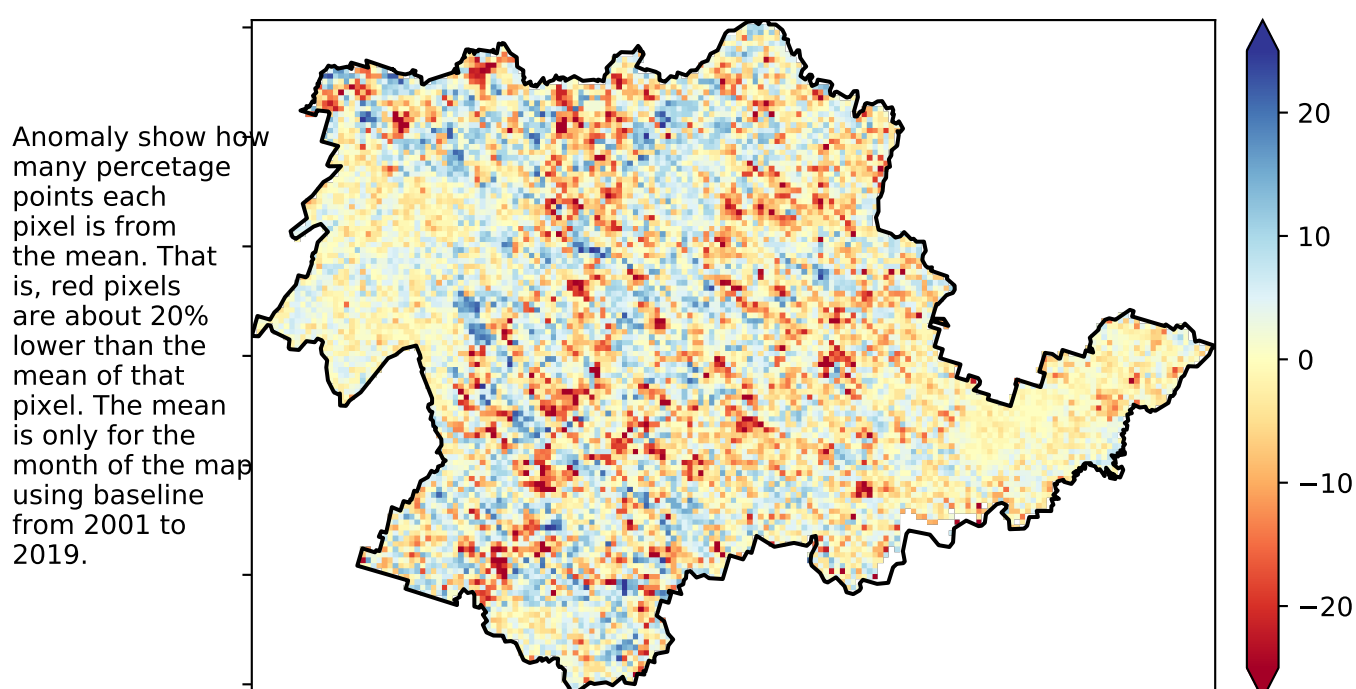 Anomaly show how
many percetage
points each
pixel is from
the mean. That
is, red pixels
are about 20%
lower than the
mean of that
pixel. The mean
is only for the
month of the map
using baseline
from 2001 to
2019.
20
10
0
−10
−20